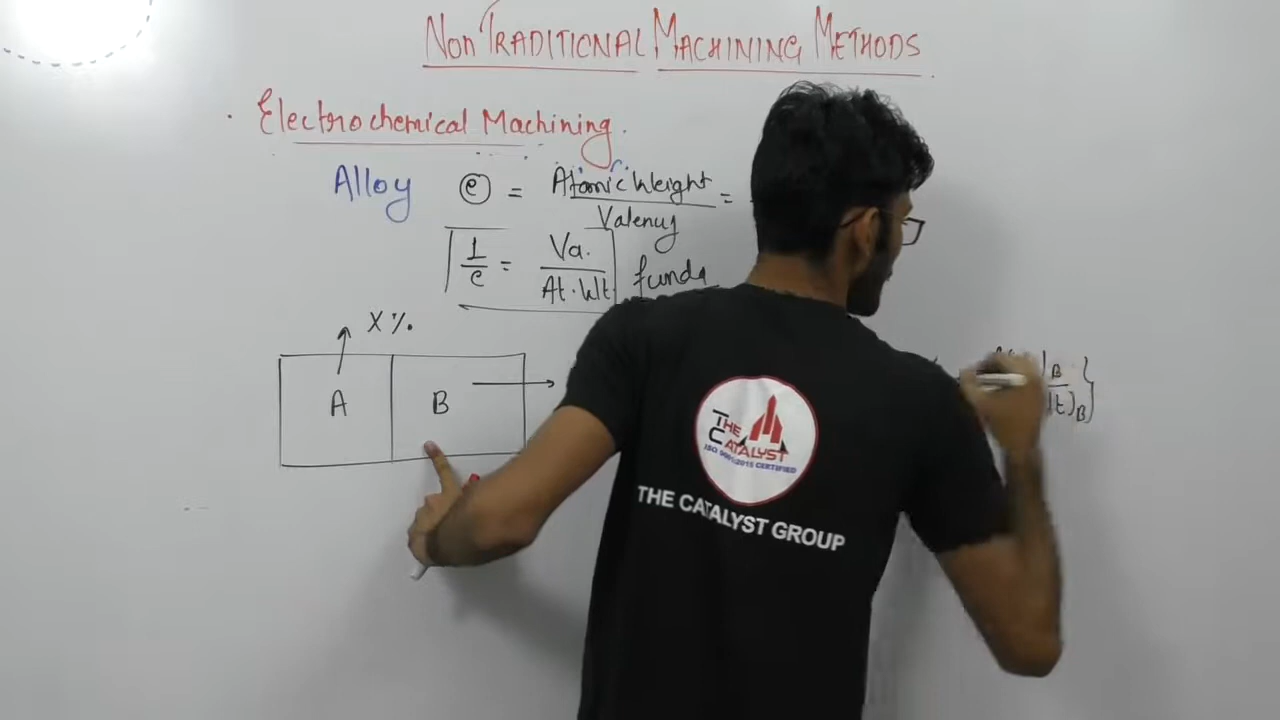 NON TRADITIONAL MACHINING METHODS
Electrochemical Machining.
Alloy e = Atomic Weight / Valency =
1/e = Va. / At. Wt
X %.
A
B
B
t)B}
THE
CATALYST
ISO 9001:2015 CERTIFIED
THE CATALYST GROUP